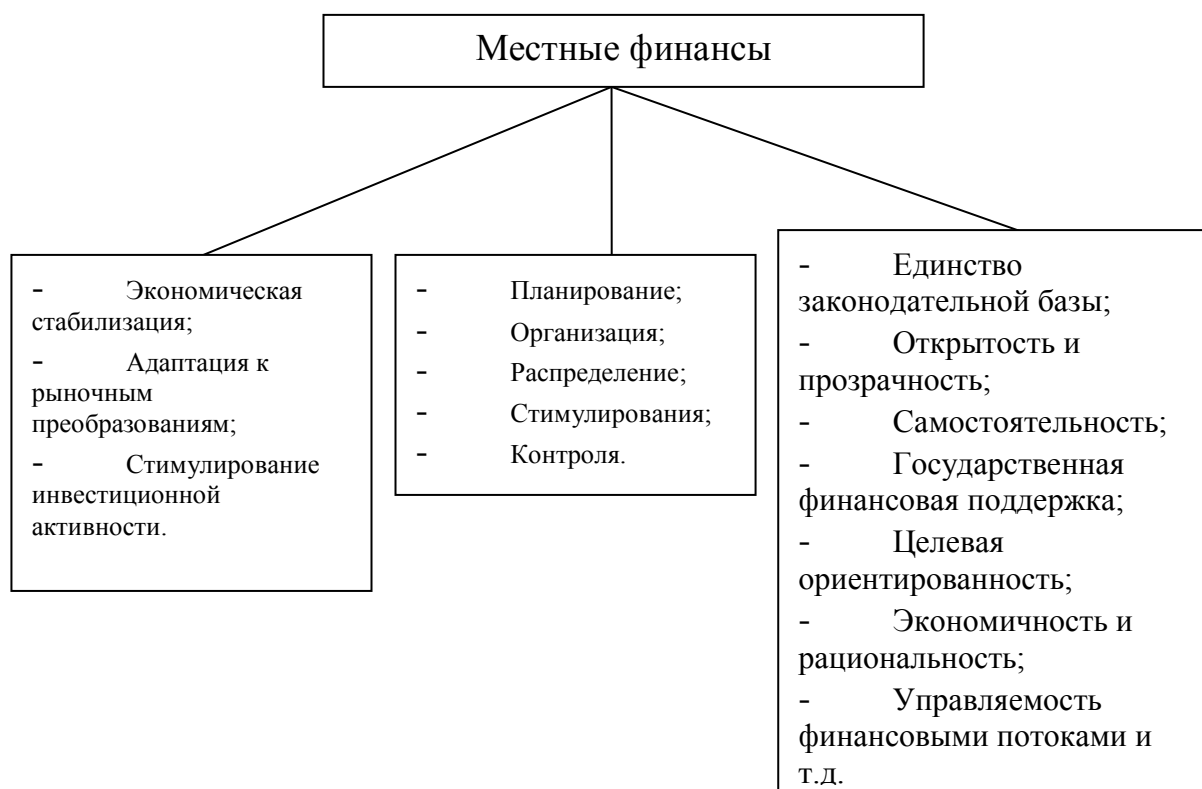 Местные финансы
- Экономическая
стабилизация;
- Адаптация к
рыночным
преобразованиям;
- Стимулирование
инвестиционной
активности.
- Планирование;
- Организация;
- Распределение;
- Стимулирования;
- Контроля.
- Единство
законодательной базы;
- Открытость и
прозрачность;
- Самостоятельность;
- Государственная
финансовая поддержка;
- Целевая
ориентированность;
- Экономичность и
рациональность;
- Управляемость
финансовыми потоками и
т.д.